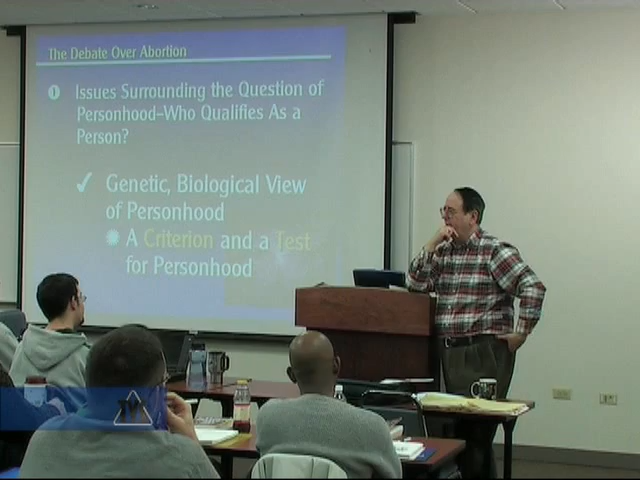 The Debate Over Abortion
Issues Surrounding the Question of
Personhood–Who Qualifies As a
Person?
Genetic, Biological View
of Personhood
A Criterion and a Test
for Personhood